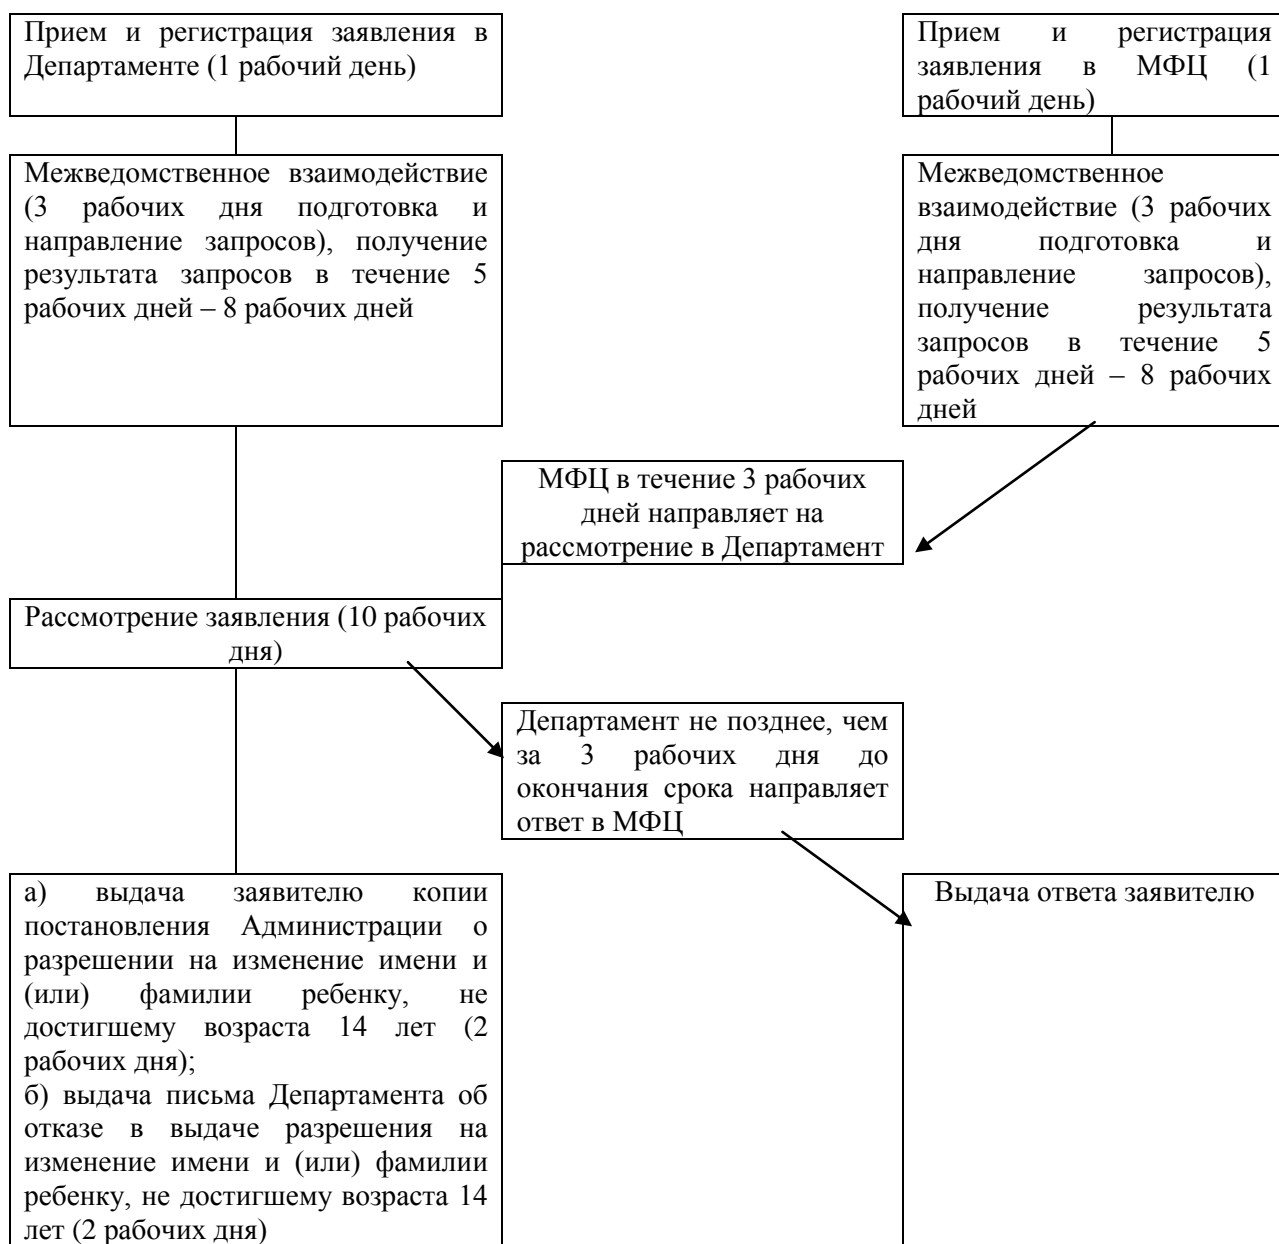 Прием и регистрация заявления в
Департаменте (1 рабочий день)
Прием и регистрация
заявления в МФЦ (1
рабочий день)
Межведомственное взаимодействие
(3 рабочих дня подготовка и
направление запросов), получение
результата запросов в течение 5
рабочих дней – 8 рабочих дней
Межведомственное
взаимодействие (3 рабочих
дня подготовка и
направление запросов),
получение результата
запросов в течение 5
рабочих дней – 8 рабочих
дней
МФЦ в течение 3 рабочих
дней направляет на
рассмотрение в Департамент
Рассмотрение заявления (10 рабочих
дня)
Департамент не позднее, чем
за 3 рабочих дня до
окончания срока направляет
ответ в МФЦ
а) выдача заявителю копии
постановления Администрации о
разрешении на изменение имени и
(или) фамилии ребенку, не
достигшему возраста 14 лет (2
рабочих дня);
б) выдача письма Департамента об
отказе в выдаче разрешения на
изменение имени и (или) фамилии
ребенку, не достигшему возраста 14
лет (2 рабочих дня)
Выдача ответа заявителю